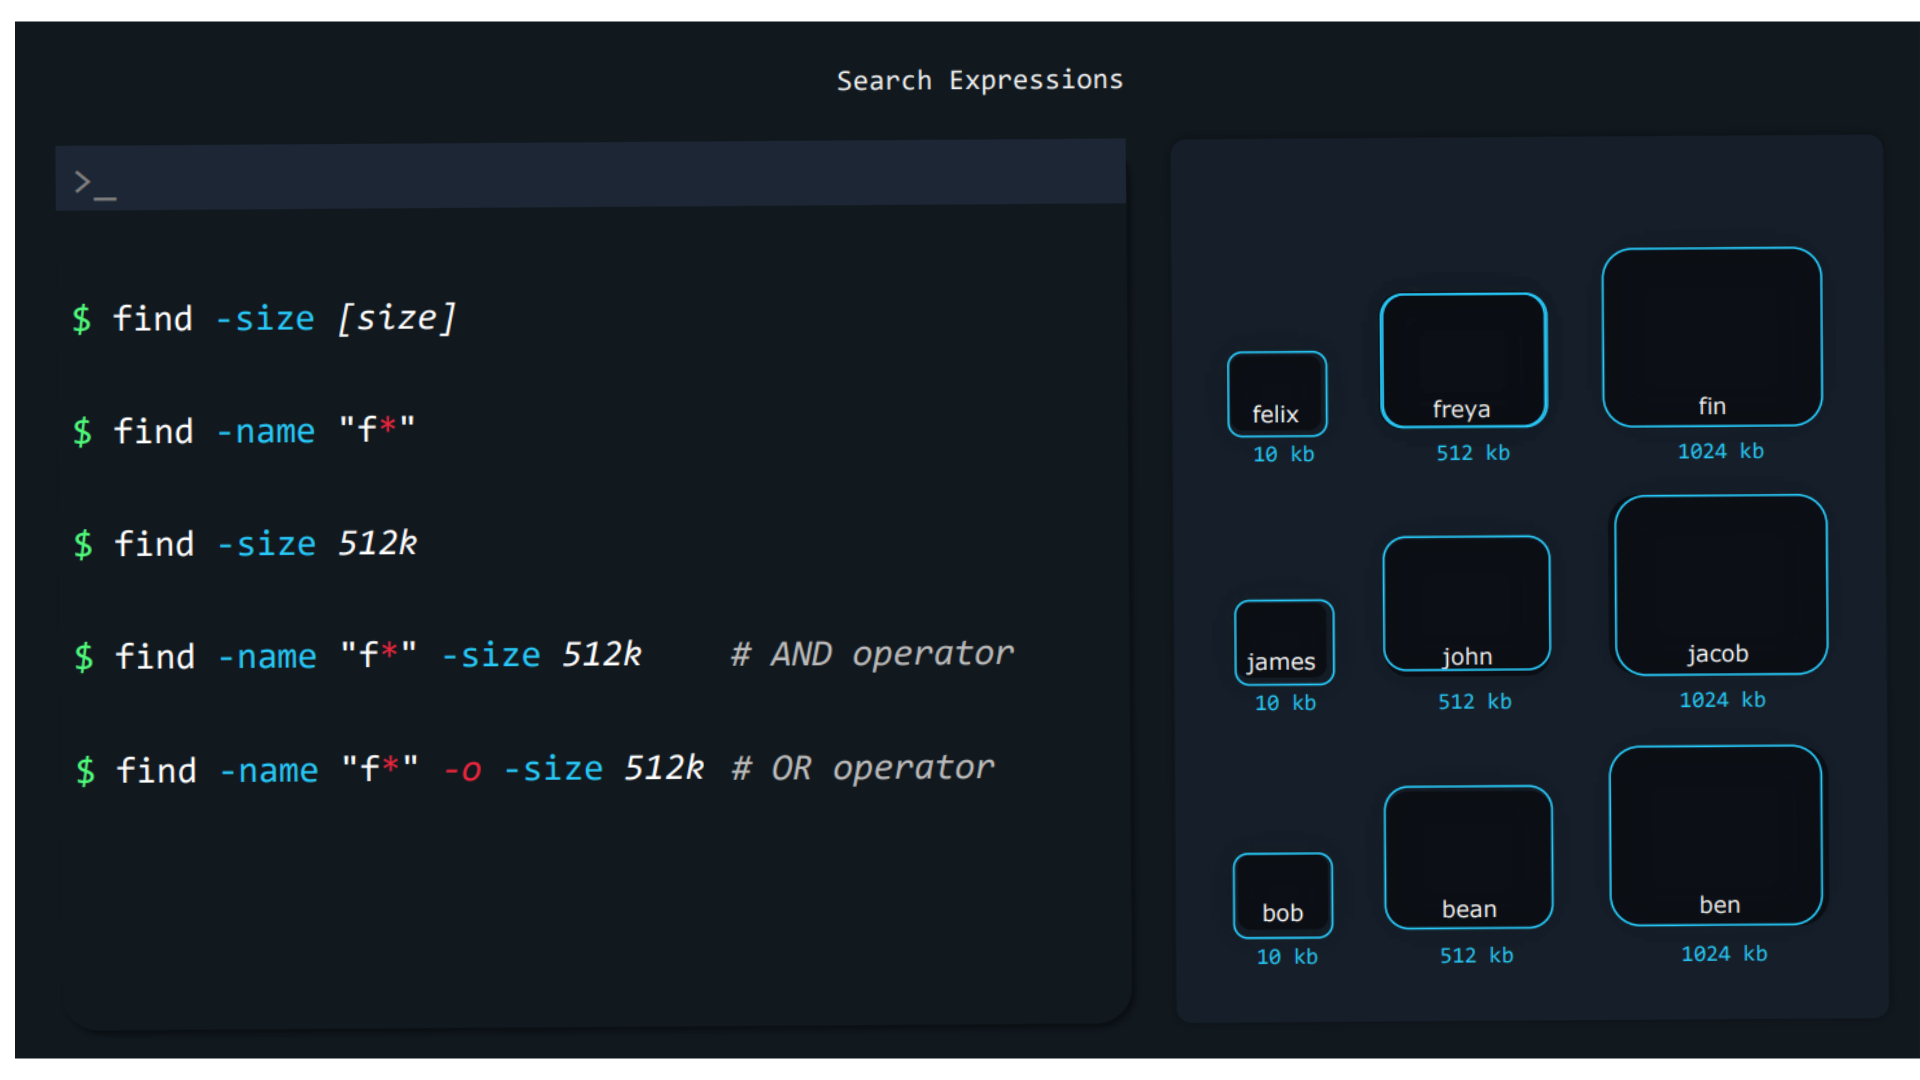 Search Expressions
>_
$ find -size [size]
$ find -name "f*"
$ find -size 512k
$ find -name "f*" -size 512k # AND operator
$ find -name "f*" -o -size 512k # OR operator
felix freya fin
10 kb 512 kb 1024 kb
james john jacob
10 kb 512 kb 1024 kb
bob bean ben
10 kb 512 kb 1024 kb